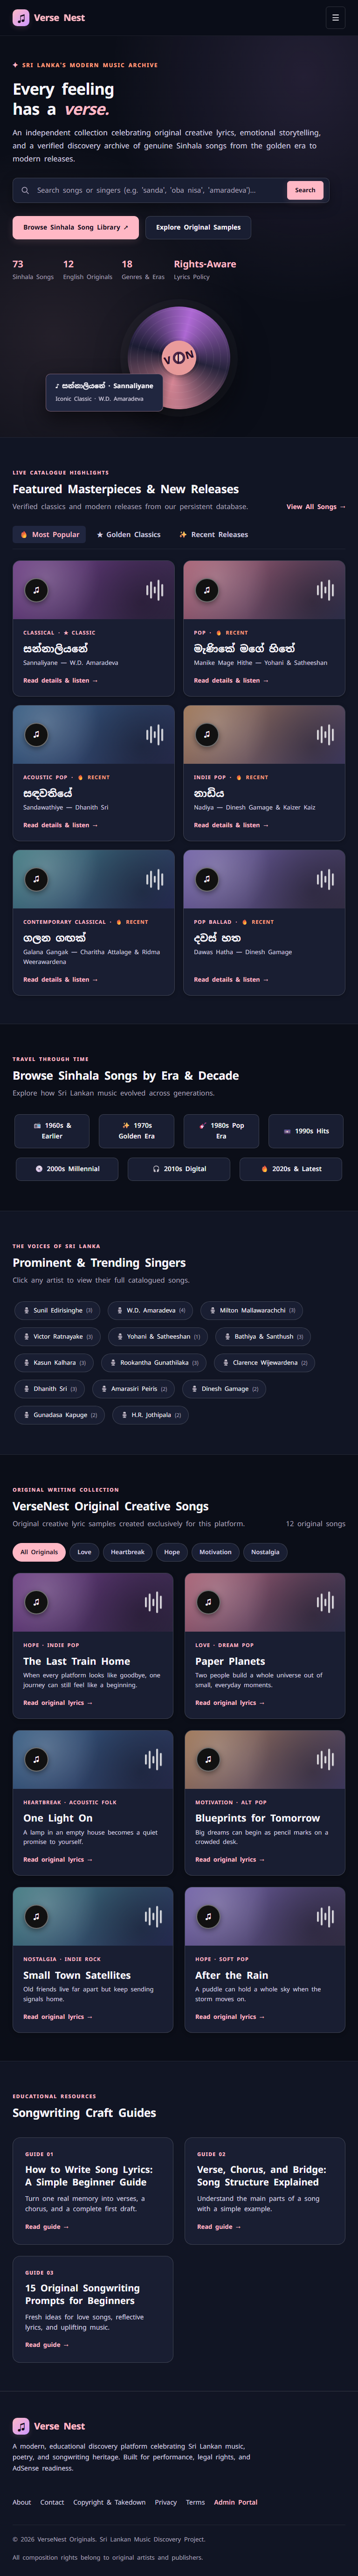 Verse Nest
✦ SRI LANKA'S MODERN MUSIC ARCHIVE
Every feeling
has a verse.
An independent collection celebrating original creative lyrics, emotional storytelling,
and a verified discovery archive of genuine Sinhala songs from the golden era to
modern releases.
Search songs or singers (e.g. 'sanda', 'oba nisa', 'amaradeva')...
Search
Browse Sinhala Song Library ↗
Explore Original Samples
73
Sinhala Songs
12
English Originals
18
Genres & Eras
Rights-Aware
Lyrics Policy
♪ සන්නාලියනේ · Sannaliyane
Iconic Classic · W.D. Amaradeva
LIVE CATALOGUE HIGHLIGHTS
Featured Masterpieces & New Releases
Verified classics and modern releases from our persistent database.
View All Songs →
🔥 Most Popular
★ Golden Classics
✨ Recent Releases
CLASSICAL · ★ CLASSIC
සන්නාලියනේ
Sannaliyane — W.D. Amaradeva
Read details & listen →
POP · 🔥 RECENT
මැණිකේ මගේ හිතේ
Manike Mage Hithe — Yohani & Satheeshan
Read details & listen →
ACOUSTIC POP · 🔥 RECENT
සඳවතියේ
Sandawathiye — Dhanith Sri
Read details & listen →
INDIE POP · 🔥 RECENT
නාඩිය
Nadiya — Dinesh Gamage & Kaizer Kaiz
Read details & listen →
CONTEMPORARY CLASSICAL · 🔥 RECENT
ගලන ගඟක්
Galana Gangak — Charitha Attalage & Ridma
Weerawardena
Read details & listen →
POP BALLAD · 🔥 RECENT
දවස් හත
Dawas Hatha — Dinesh Gamage
Read details & listen →
TRAVEL THROUGH TIME
Browse Sinhala Songs by Era & Decade
Explore how Sri Lankan music evolved across generations.
📻 1960s &
Earlier
✨ 1970s
Golden Era
🎸 1980s Pop
Era
📼 1990s Hits
💿 2000s Millennial
🎧 2010s Digital
🔥 2020s & Latest
THE VOICES OF SRI LANKA
Prominent & Trending Singers
Click any artist to view their full catalogued songs.
Sunil Edirisinghe (3)
W.D. Amaradeva (4)
Milton Mallawarachchi (3)
Victor Ratnayake (3)
Yohani & Satheeshan (1)
Bathiya & Santhush (3)
Kasun Kalhara (3)
Rookantha Gunathilaka (3)
Clarence Wijewardena (2)
Dhanith Sri (3)
Amarasiri Peiris (2)
Dinesh Gamage (2)
Gunadasa Kapuge (2)
H.R. Jothipala (2)
ORIGINAL WRITING COLLECTION
VerseNest Original Creative Songs
Original creative lyric samples created exclusively for this platform.
12 original songs
All Originals
Love
Heartbreak
Hope
Motivation
Nostalgia
HOPE · INDIE POP
The Last Train Home
When every platform looks like goodbye, one
journey can still feel like a beginning.
Read original lyrics →
LOVE · DREAM POP
Paper Planets
Two people build a whole universe out of
small, everyday moments.
Read original lyrics →
HEARTBREAK · ACOUSTIC FOLK
One Light On
A lamp in an empty house becomes a quiet
promise to yourself.
Read original lyrics →
MOTIVATION · ALT POP
Blueprints for Tomorrow
Big dreams can begin as pencil marks on a
crowded desk.
Read original lyrics →
NOSTALGIA · INDIE ROCK
Small Town Satellites
Old friends live far apart but keep sending
signals home.
Read original lyrics →
HOPE · SOFT POP
After the Rain
A puddle can hold a whole sky when the
storm moves on.
Read original lyrics →
EDUCATIONAL RESOURCES
Songwriting Craft Guides
GUIDE 01
How to Write Song Lyrics:
A Simple Beginner Guide
Turn one real memory into verses, a
chorus, and a complete first draft.
Read guide →
GUIDE 02
Verse, Chorus, and Bridge:
Song Structure Explained
Understand the main parts of a song
with a simple example.
Read guide →
GUIDE 03
15 Original Songwriting
Prompts for Beginners
Fresh ideas for love songs, reflective
lyrics, and uplifting music.
Read guide →
Verse Nest
A modern, educational discovery platform celebrating Sri Lankan music,
poetry, and songwriting heritage. Built for performance, legal rights, and
AdSense readiness.
About
Contact
Copyright & Takedown
Privacy
Terms
Admin Portal
© 2026 VerseNest Originals. Sri Lankan Music Discovery Project.
All composition rights belong to original artists and publishers.